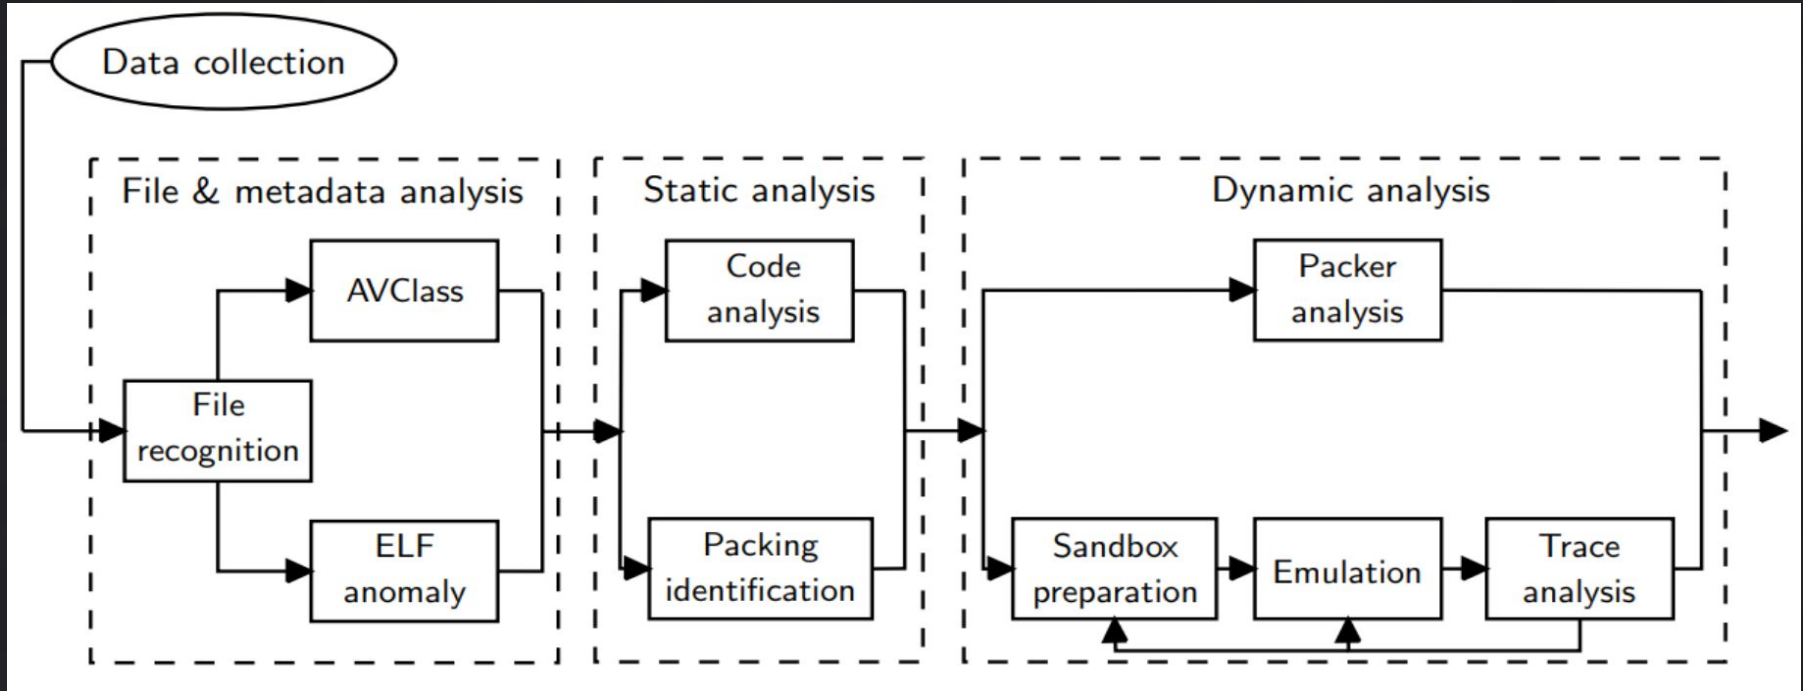 Data collection
File & metadata analysis
AVClass
File
recognition
ELF
anomaly
Static analysis
Code
analysis
Packing
identification
Dynamic analysis
Packer
analysis
Sandbox
preparation
Emulation
Trace
analysis